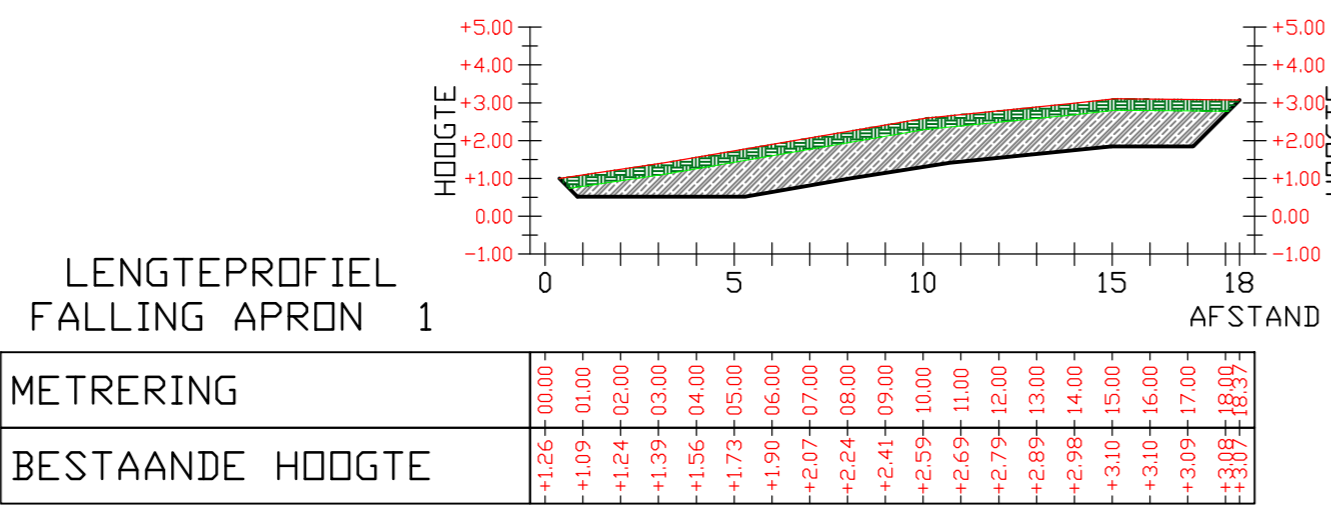 +5.00 +5.00
+4.00 +4.00
+3.00 +3.00
+2.00 +2.00
+1.00 +1.00
0.00 0.00
-1.00 -1.00
HOOGTE
0 5 10 15 18
AFSTAND
LENGTEPROFIEL
FALLING APRON 1
METRERING 00.00 01.00 02.00 03.00 04.00 05.00 06.00 07.00 08.00 09.00 10.00 11.00 12.00 13.00 14.00 15.00 16.00 17.00 18.00 18.37
BESTAANDE HOOGTE +1.26 +1.09 +1.24 +1.39 +1.56 +1.73 +1.90 +2.07 +2.24 +2.41 +2.59 +2.69 +2.79 +2.89 +2.98 +3.10 +3.10 +3.09 +3.08 +3.07